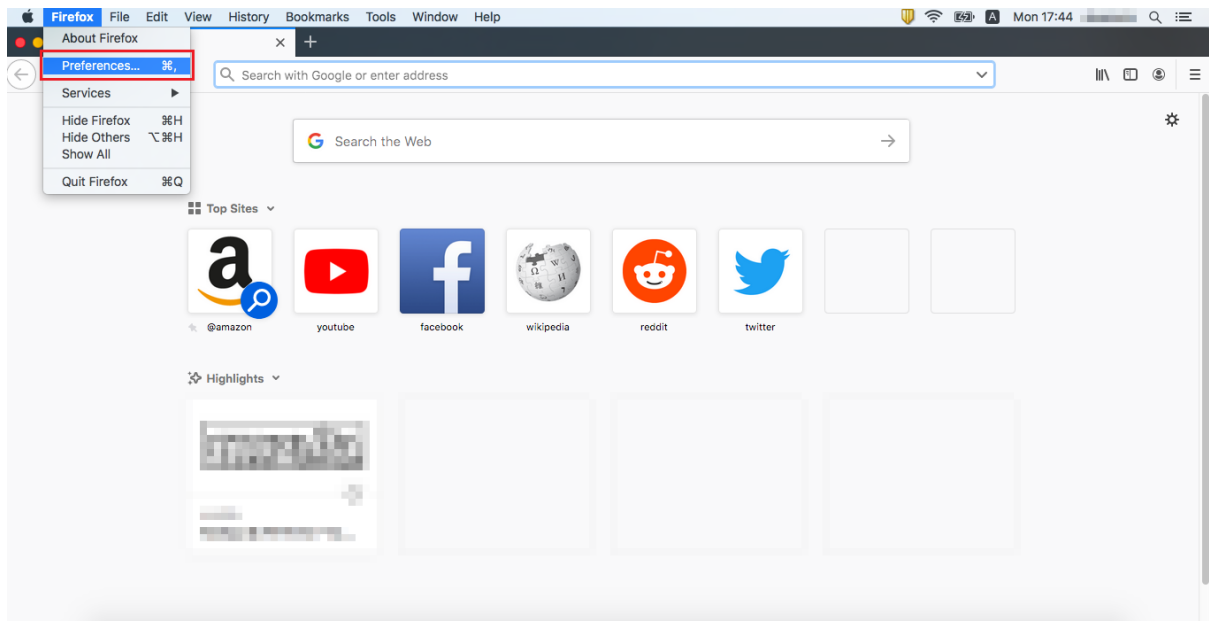 Firefox File Edit View History Bookmarks Tools Window Help A Mon 17:44
About Firefox
Preferences... ⌘,
Search with Google or enter address
Services
Hide Firefox ⌘H
Hide Others ⌥⌘H
Show All
Quit Firefox ⌘Q
Search the Web
Top Sites
@amazon youtube facebook wikipedia reddit twitter
Highlights